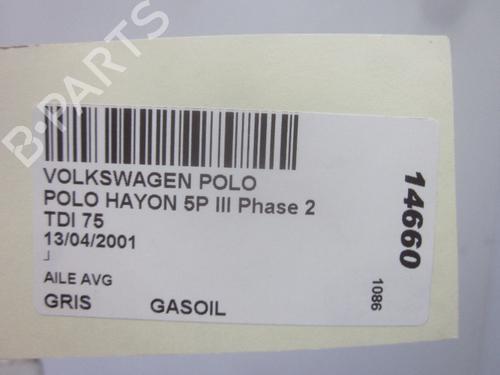 VOLKSWAGEN POLO
POLO HAYON 5P III Phase 2
TDI 75
13/04/2001
AILE AVG
GRIS GASOIL
14660
1086
B-PARTS